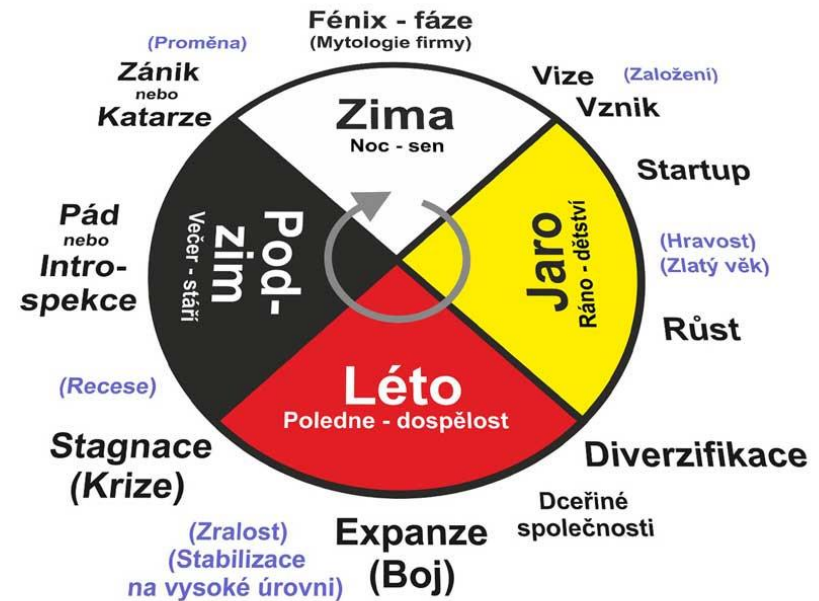 Fénix - fáze
(Mytologie firmy)
(Proměna)
Zánik
nebo
Katarze
Vize
(Založení)
Vznik
Zima
Noc - sen
Startup
Pád
nebo
Intro-
spekce
Pod-
zim
Večer - stáří
Jaro
Ráno - dětství
(Hravost)
(Zlatý věk)
Růst
Léto
Poledne - dospělost
(Recese)
Stagnace
(Krize)
Diverzifikace
Dceřiné
společnosti
Expanze
(Boj)
(Zralost)
(Stabilizace
na vysoké úrovni)